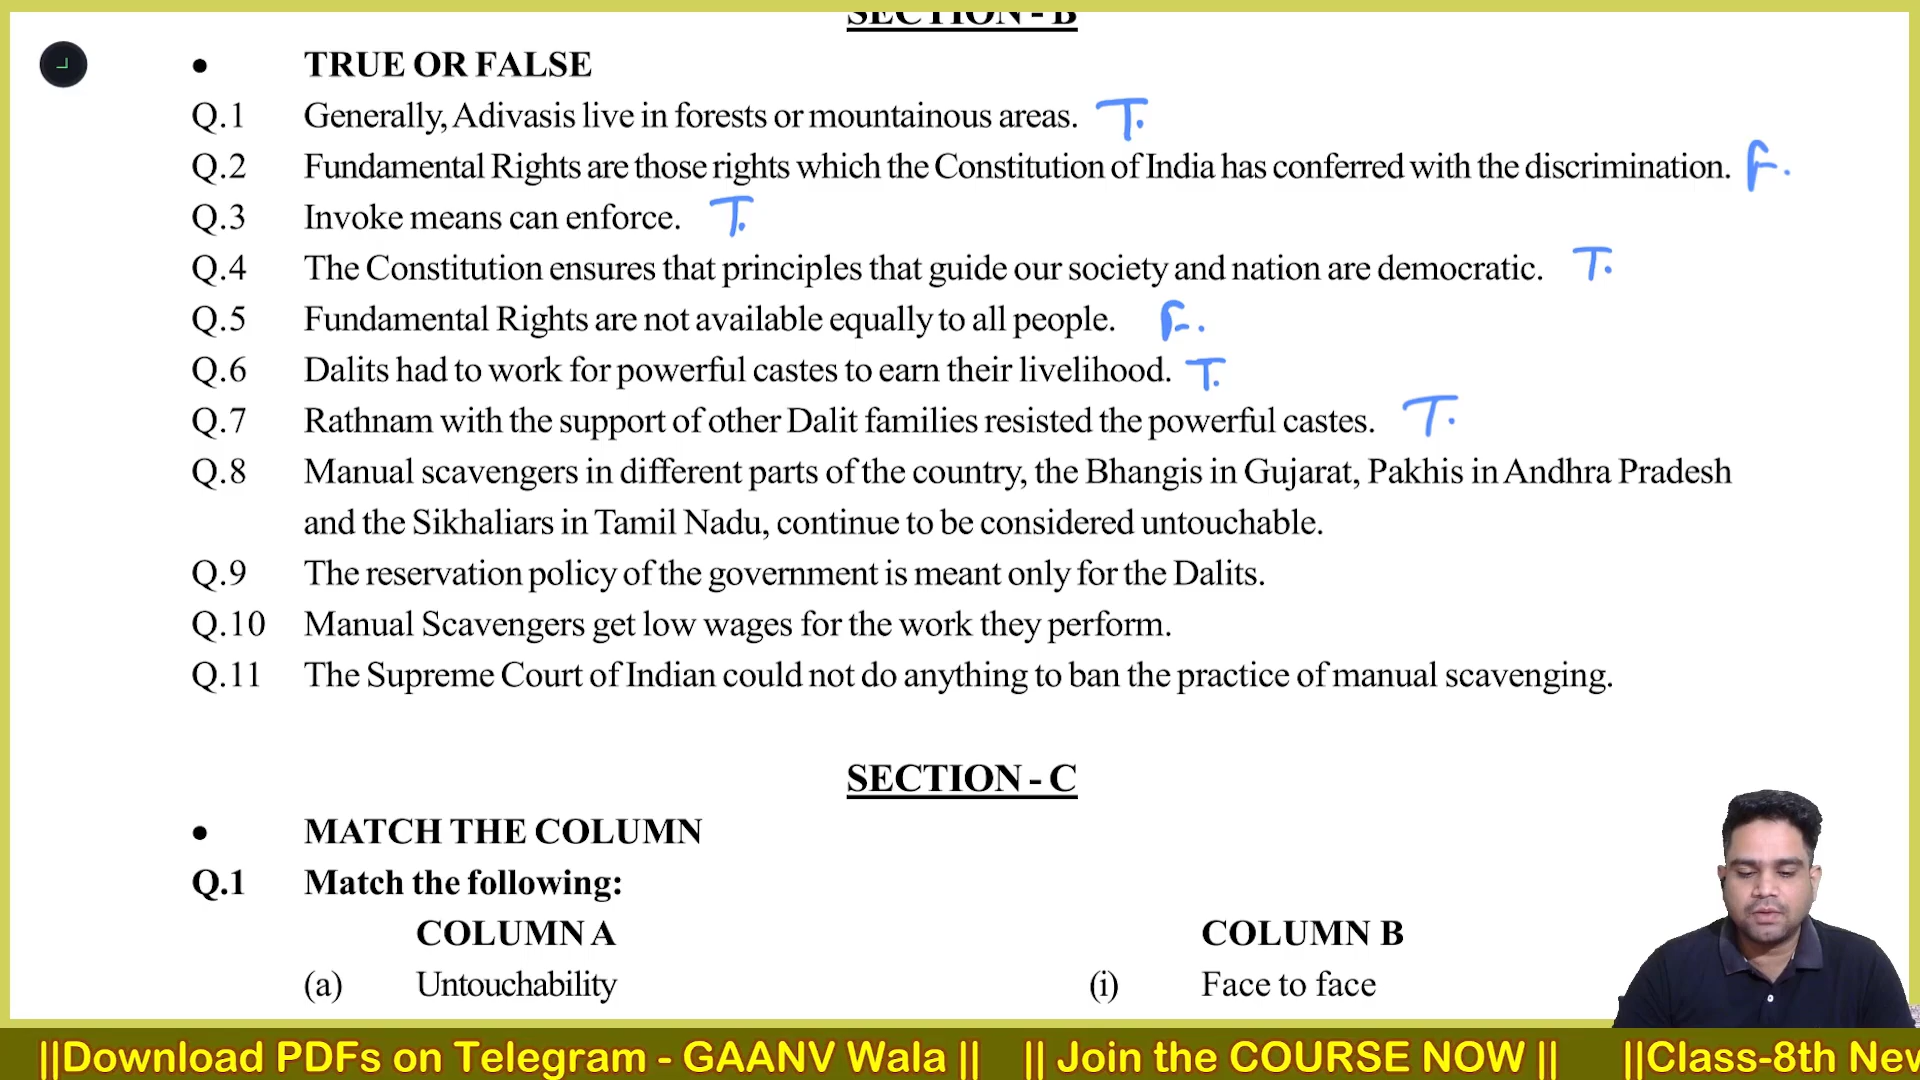 SECTION - B
• TRUE OR FALSE
Q.1 Generally, Adivasis live in forests or mountainous areas. T.
Q.2 Fundamental Rights are those rights which the Constitution of India has conferred with the discrimination. F.
Q.3 Invoke means can enforce. T.
Q.4 The Constitution ensures that principles that guide our society and nation are democratic. T.
Q.5 Fundamental Rights are not available equally to all people. F.
Q.6 Dalits had to work for powerful castes to earn their livelihood. T.
Q.7 Rathnam with the support of other Dalit families resisted the powerful castes. T.
Q.8 Manual scavengers in different parts of the country, the Bhangis in Gujarat, Pakhis in Andhra Pradesh
and the Sikhaliars in Tamil Nadu, continue to be considered untouchable.
Q.9 The reservation policy of the government is meant only for the Dalits.
Q.10 Manual Scavengers get low wages for the work they perform.
Q.11 The Supreme Court of Indian could not do anything to ban the practice of manual scavenging.
SECTION - C
• MATCH THE COLUMN
Q.1 Match the following:
COLUMN A COLUMN B
(a) Untouchability (i) Face to face
||Download PDFs on Telegram - GAANV Wala || || Join the COURSE NOW || ||Class-8th New